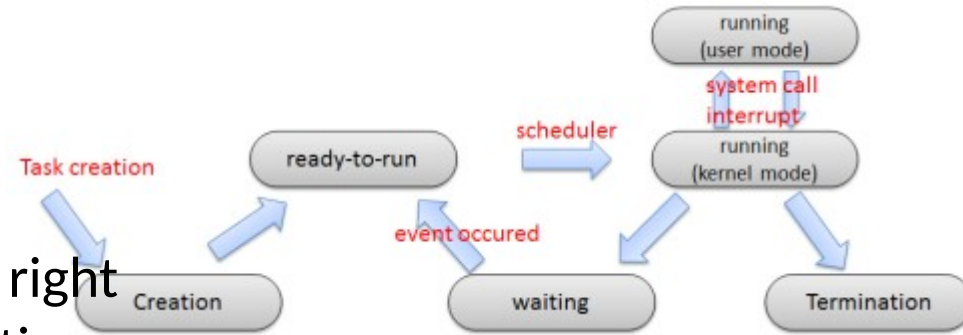 running
(user mode)
system call
interrupt
scheduler
running
(kernel mode)
ready-to-run
Task creation
event occured
right
Creation
waiting
Termination